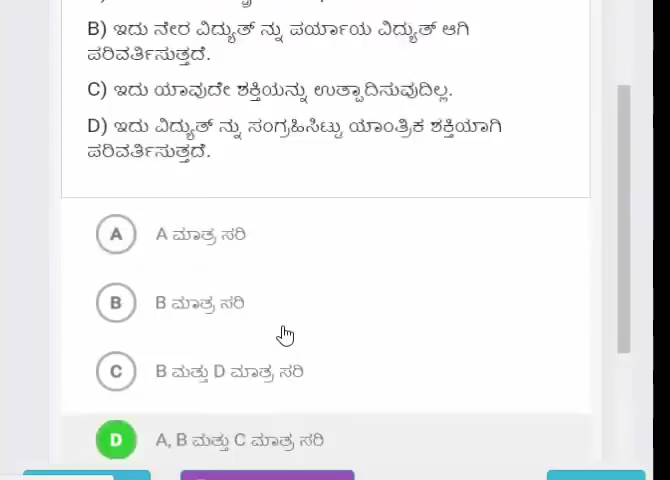 B) ಇದು ನೇರ ವಿದ್ಯುತ್ ನ್ನು ಪರ್ಯಾಯ ವಿದ್ಯುತ್ ಆಗಿ
ಪರಿವರ್ತಿಸುತ್ತದೆ.
C) ಇದು ಯಾವುದೇ ಶಕ್ತಿಯನ್ನು ಉತ್ಪಾದಿಸುವುದಿಲ್ಲ.
D) ಇದು ವಿದ್ಯುತ್ ನ್ನು ಸಂಗ್ರಹಿಸಿಟ್ಟು ಯಾಂತ್ರಿಕ ಶಕ್ತಿಯಾಗಿ
ಪರಿವರ್ತಿಸುತ್ತದೆ.
A A ಮಾತ್ರ ಸರಿ
B B ಮಾತ್ರ ಸರಿ
C B ಮತ್ತು D ಮಾತ್ರ ಸರಿ
D A, B ಮತ್ತು C ಮಾತ್ರ ಸರಿ